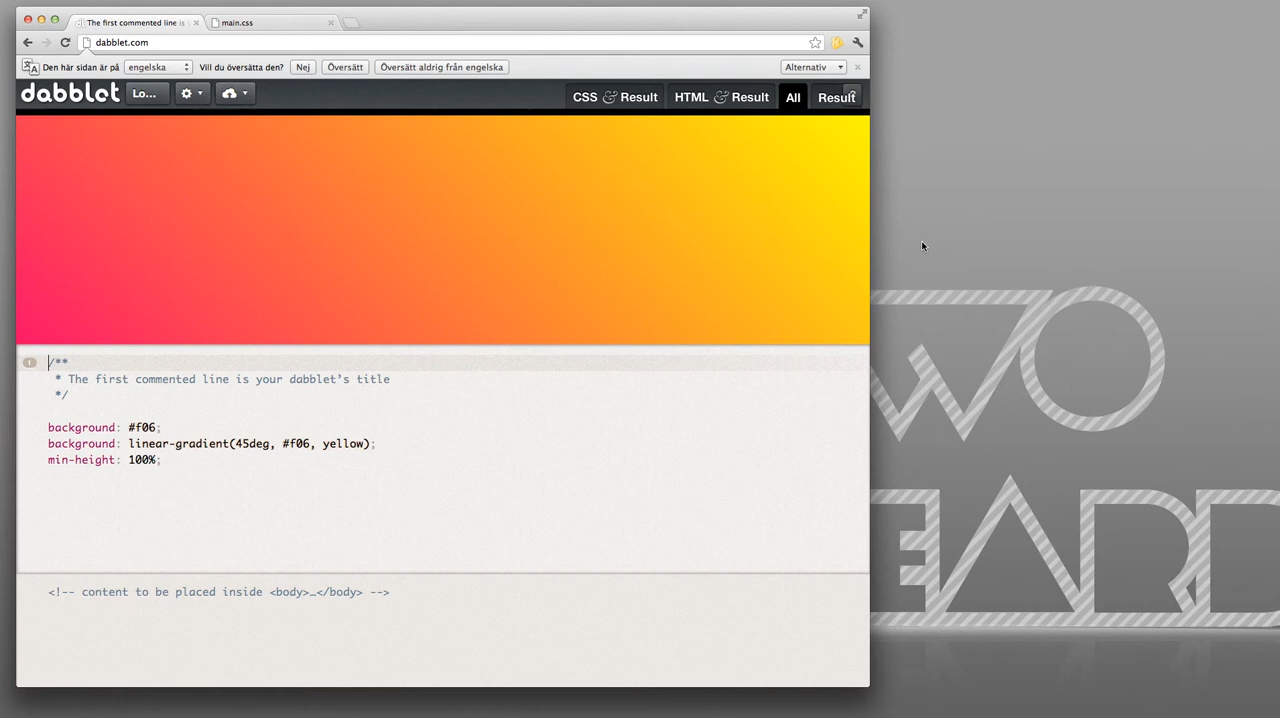 The first commented line is
main.css
dabblet.com
Den här sidan är på engelska Vill du översätta den? Nej Översätt Översätt aldrig från engelska Alternativ
dabblet Lo... CSS & Result HTML & Result All Result
/**
* The first commented line is your dabblet’s title
*/
background: #f06;
background: linear-gradient(45deg, #f06, yellow);
min-height: 100%;
<!-- content to be placed inside <body>…</body> -->
WO
EARD